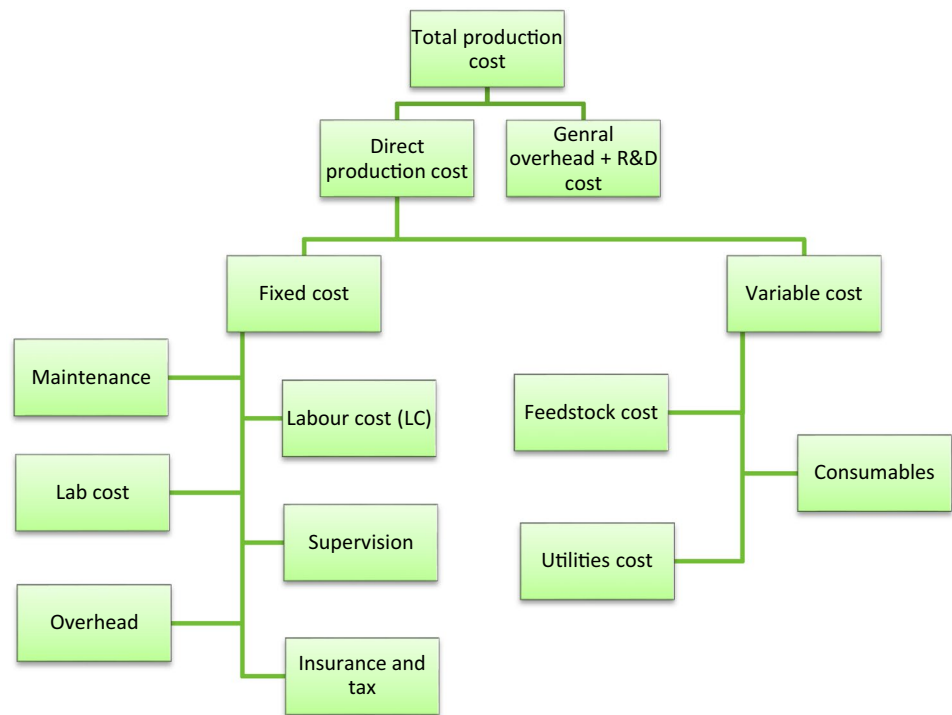 Total production
cost
Direct
production cost
Genral
overhead + R&D
cost
Fixed cost
Variable cost
Maintenance
Labour cost (LC)
Feedstock cost
Consumables
Lab cost
Supervision
Utilities cost
Overhead
Insurance and
tax